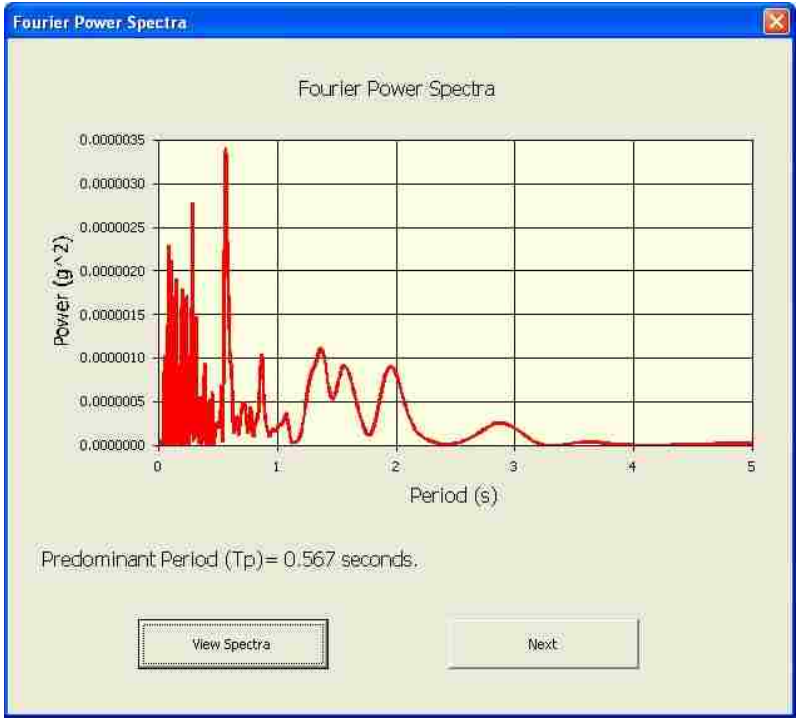 Fourier Power Spectra
Fourier Power Spectra
0.0000035
0.0000030
0.0000025
0.0000020
0.0000015
0.0000010
0.0000005
0.0000000
Power (g^2)
0 1 2 3 4 5
Period (s)
Predominant Period (Tp)= 0.567 seconds.
View Spectra Next